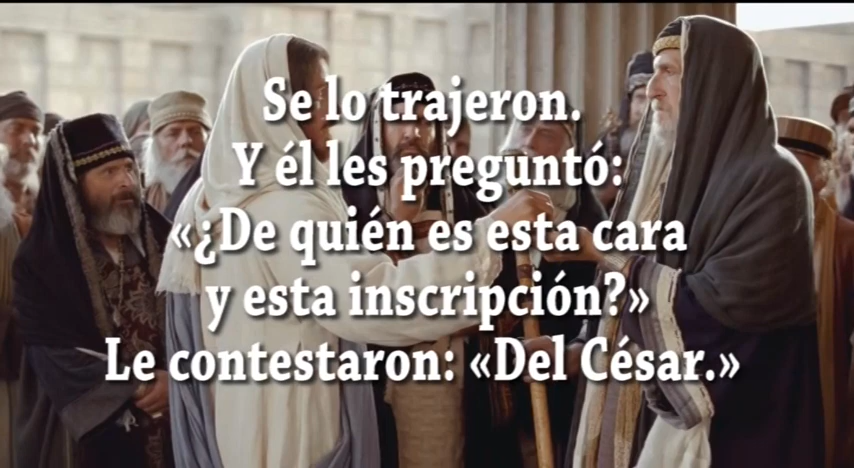 Se lo trajeron.
Y él les preguntó:
«¿De quién es esta cara
y esta inscripción?»
Le contestaron: «Del César.»